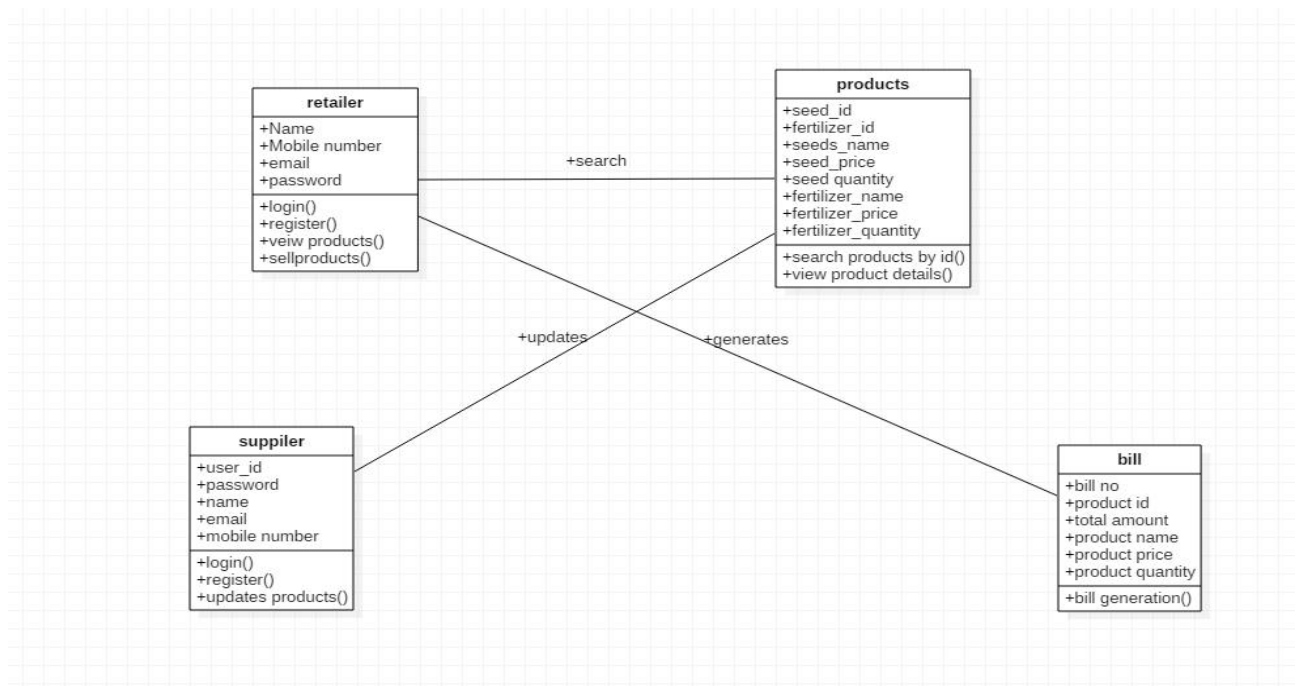 retailer
+Name
+Mobile number
+email
+password
+login()
+register()
+veiw products()
+sellproducts()
+search
products
+seed_id
+fertilizer_id
+seeds_name
+seed_price
+seed quantity
+fertilizer_name
+fertilizer_price
+fertilizer_quantity
+search products by id()
+view product details()
+updates
+generates
suppiler
+user_id
+password
+name
+email
+mobile number
+login()
+register()
+updates products()
bill
+bill no
+product id
+total amount
+product name
+product price
+product quantity
+bill generation()